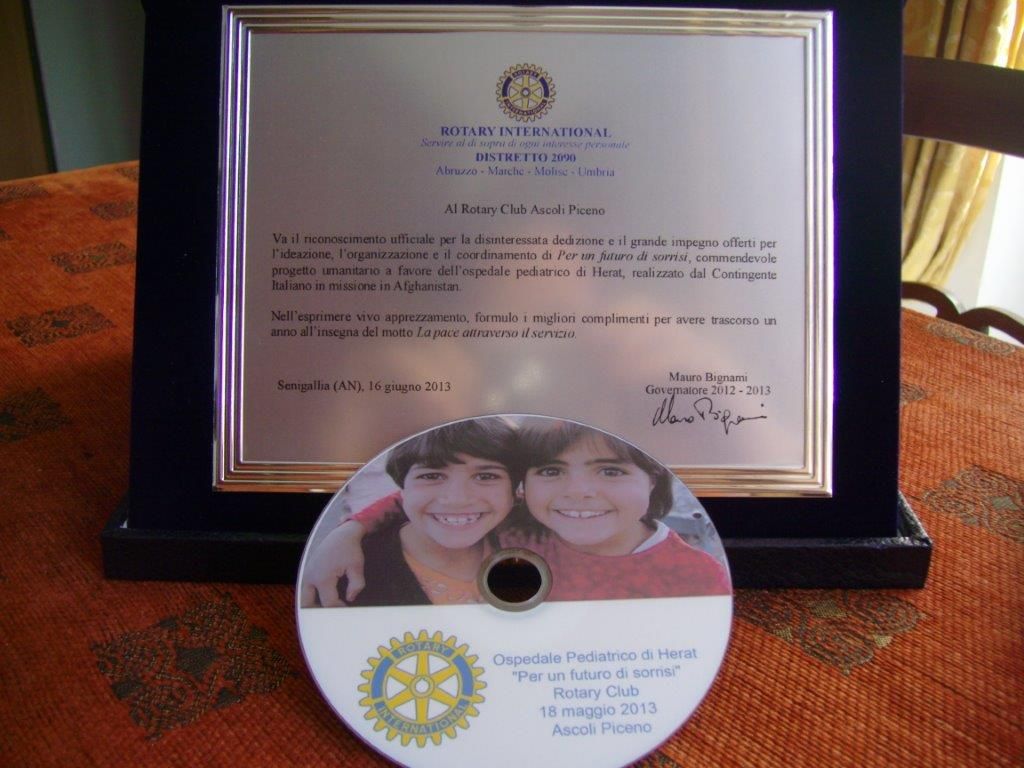 ROTARY
INTERNATIONAL
ROTARY INTERNATIONAL
Servire al di sopra di ogni interesse personale
DISTRETTO 2090
Abruzzo - Marche - Molise - Umbria
Al Rotary Club Ascoli Piceno
Va il riconoscimento ufficiale per la disinteressata dedizione e il grande impegno offerti per
l'ideazione, l'organizzazione e il coordinamento di Per un futuro di sorrisi, commendevole
progetto umanitario a favore dell'ospedale pediatrico di Herat, realizzato dal Contingente
Italiano in missione in Afghanistan.
Nell'esprimere vivo apprezzamento, formulo i migliori complimenti per avere trascorso un
anno all'insegna del motto La pace attraverso il servizio.
Senigallia (AN), 16 giugno 2013
Mauro Bignami
Governatore 2012 - 2013
Mauro Bignami
ROTARY
INTERNATIONAL
Ospedale Pediatrico di Herat
"Per un futuro di sorrisi"
Rotary Club
18 maggio 2013
Ascoli Piceno